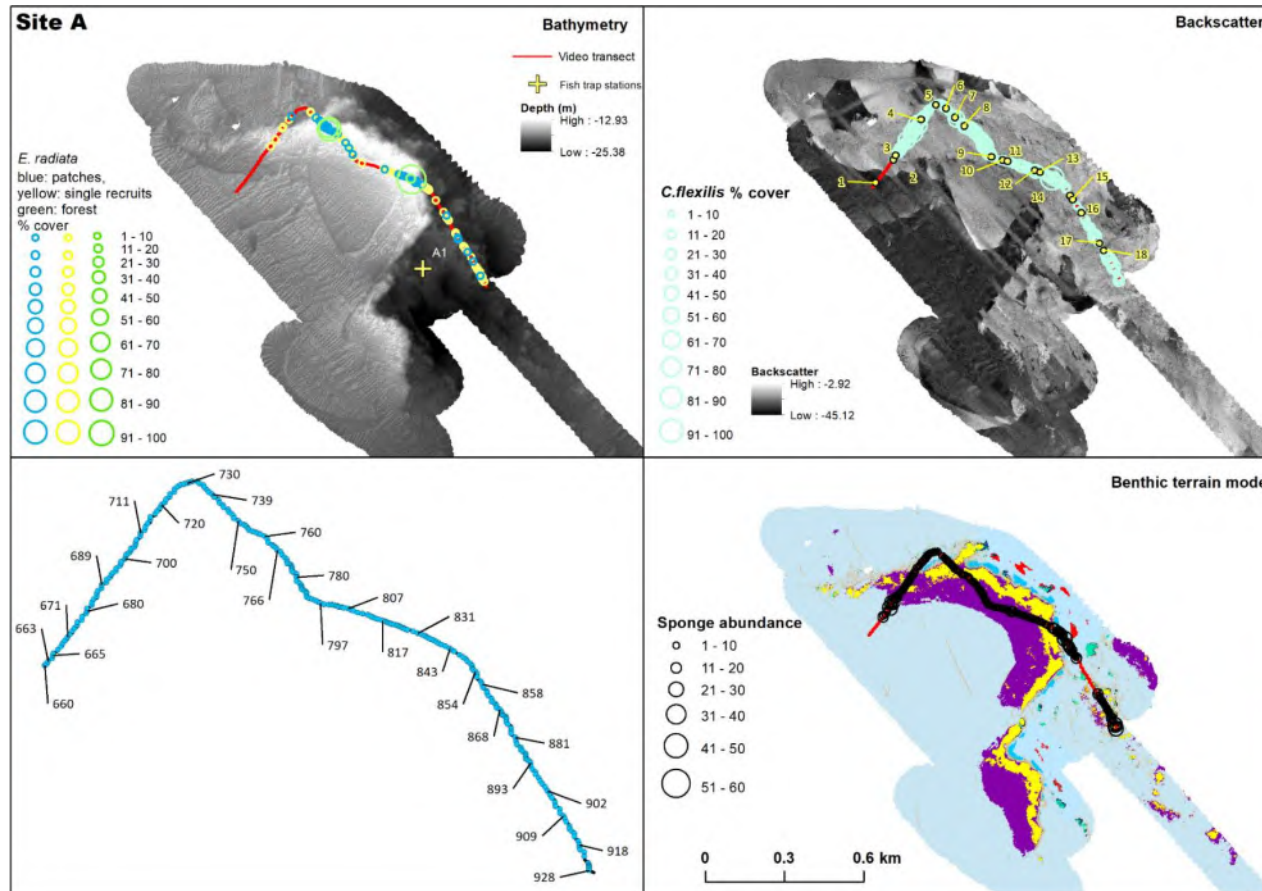 Site A
Bathymetry
Video transect
Fish trap stations
Depth (m)
High : -12.93
Low : -25.38
A1
E. radiata
blue: patches,
yellow: single recruits
green: forest
% cover
1 - 10
11 - 20
21 - 30
31 - 40
41 - 50
51 - 60
61 - 70
71 - 80
81 - 90
91 - 100
Backscatter
1
2
3
4
5
6
7
8
9
10
11
12
13
14
15
16
17
18
C.flexilis % cover
1 - 10
11 - 20
21 - 30
31 - 40
41 - 50
51 - 60
61 - 70
71 - 80
81 - 90
91 - 100
Backscatter
High : -2.92
Low : -45.12
730
711
739
720
760
689
700
750
780
766
807
671
680
831
663
665
797
817
843
660
854
858
868
881
893
902
909
918
928
Benthic terrain mode
Sponge abundance
1 - 10
11 - 20
21 - 30
31 - 40
41 - 50
51 - 60
0 0.3 0.6 km